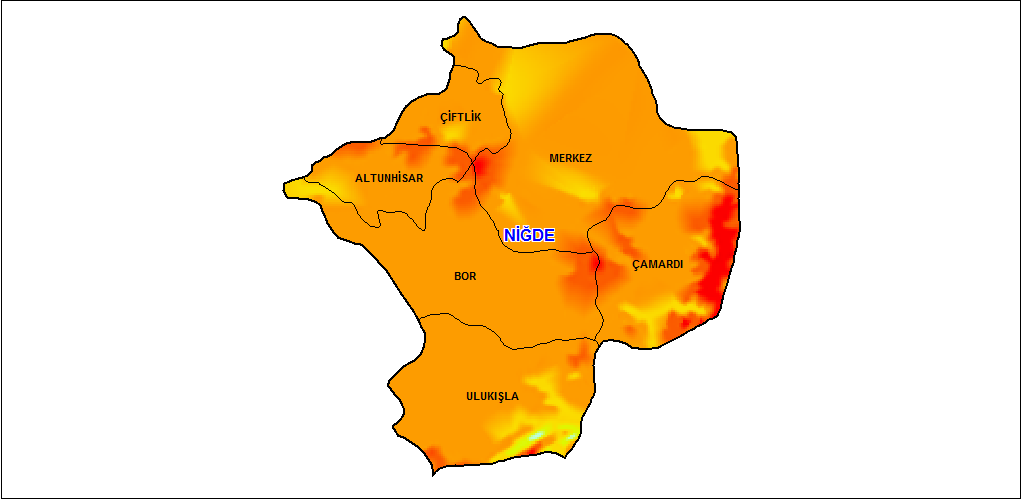 ÇİFTLİK
MERKEZ
ALTUNHİSAR
NİĞDE
ÇAMARDI
BOR
ULUKIŞLA